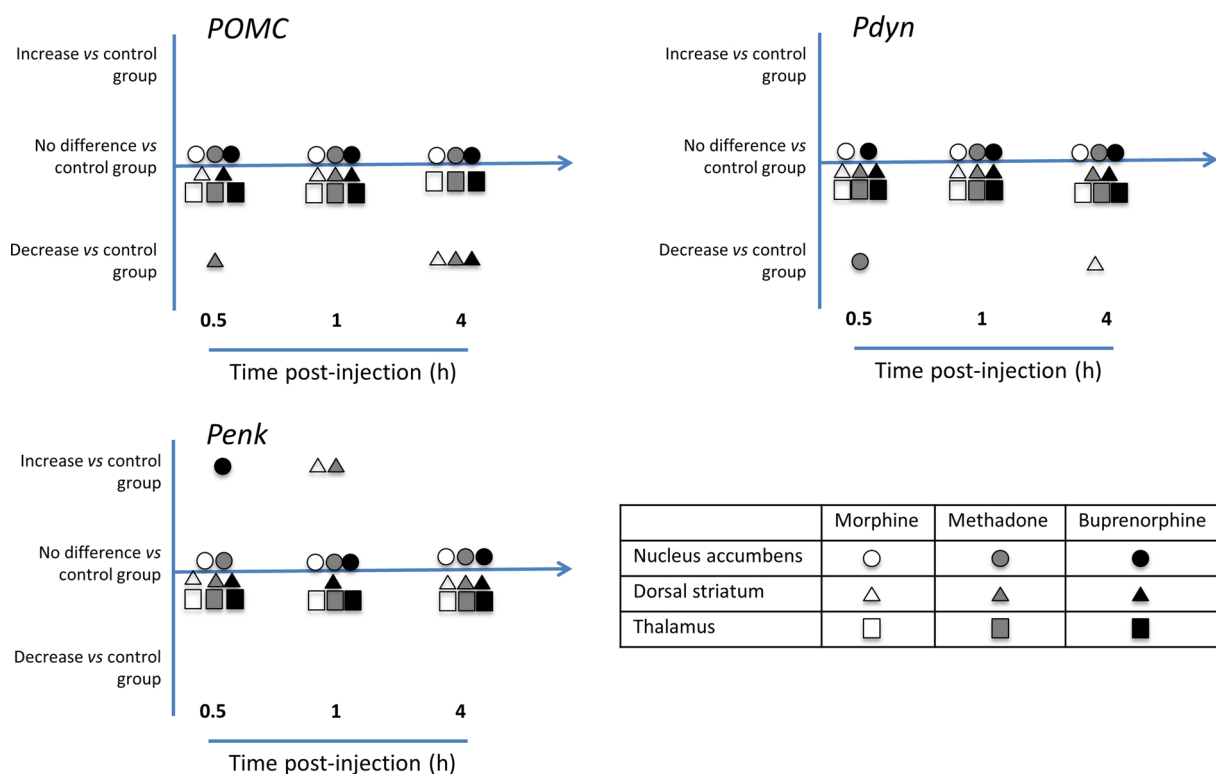 POMC
Increase vs control
group
No difference vs
control group
Decrease vs control
group
0.5 1 4
Time post-injection (h)
Pdyn
Increase vs control
group
No difference vs
control group
Decrease vs control
group
0.5 1 4
Time post-injection (h)
Penk
Increase vs control
group
No difference vs
control group
Decrease vs control
group
0.5 1 4
Time post-injection (h)
Morphine Methadone Buprenorphine
Nucleus accumbens
Dorsal striatum
Thalamus